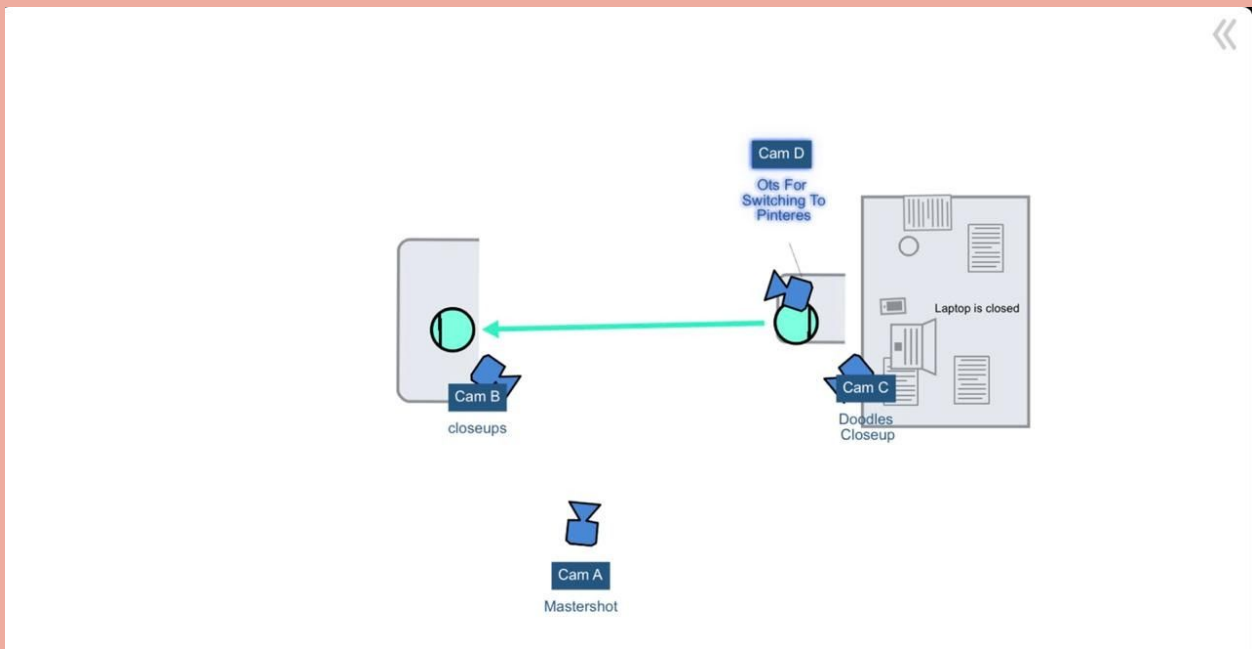 Cam D
Ots For
Switching To
Pinteres
Laptop is closed
Cam B
closeups
Cam C
Doodles
Closeup
Cam A
Mastershot